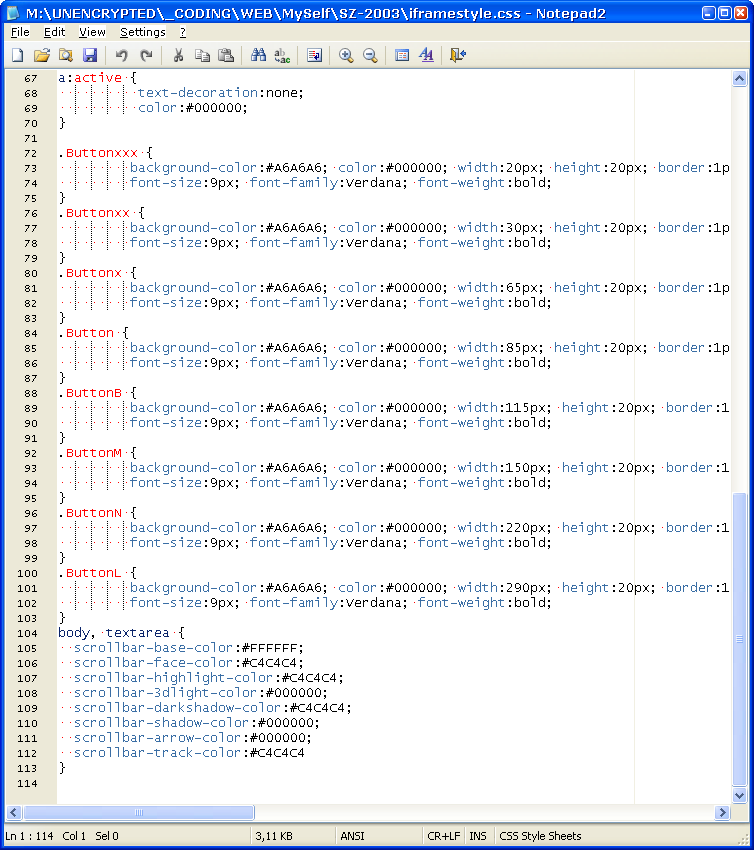 M:\UNENCRYPTED\_CODING\WEB\MySelf\SZ-2003\iframestyle.css - Notepad2
File Edit View Settings ?
67 a:active {
68 text-decoration:none;
69 color:#000000;
70 }
71
72 .Buttonxxx {
73 background-color:#A6A6A6; color:#000000; width:20px; height:20px; border:1p
74 font-size:9px; font-family:Verdana; font-weight:bold;
75 }
76 .Buttonxx {
77 background-color:#A6A6A6; color:#000000; width:30px; height:20px; border:1p
78 font-size:9px; font-family:Verdana; font-weight:bold;
79 }
80 .Buttonx {
81 background-color:#A6A6A6; color:#000000; width:65px; height:20px; border:1p
82 font-size:9px; font-family:Verdana; font-weight:bold;
83 }
84 .Button {
85 background-color:#A6A6A6; color:#000000; width:85px; height:20px; border:1p
86 font-size:9px; font-family:Verdana; font-weight:bold;
87 }
88 .ButtonB {
89 background-color:#A6A6A6; color:#000000; width:115px; height:20px; border:1
90 font-size:9px; font-family:Verdana; font-weight:bold;
91 }
92 .ButtonM {
93 background-color:#A6A6A6; color:#000000; width:150px; height:20px; border:1
94 font-size:9px; font-family:Verdana; font-weight:bold;
95 }
96 .ButtonN {
97 background-color:#A6A6A6; color:#000000; width:220px; height:20px; border:1
98 font-size:9px; font-family:Verdana; font-weight:bold;
99 }
100 .ButtonL {
101 background-color:#A6A6A6; color:#000000; width:290px; height:20px; border:1
102 font-size:9px; font-family:Verdana; font-weight:bold;
103 }
104 body, textarea {
105 scrollbar-base-color:#FFFFFF;
106 scrollbar-face-color:#C4C4C4;
107 scrollbar-highlight-color:#C4C4C4;
108 scrollbar-3dlight-color:#000000;
109 scrollbar-darkshadow-color:#C4C4C4;
110 scrollbar-shadow-color:#000000;
111 scrollbar-arrow-color:#000000;
112 scrollbar-track-color:#C4C4C4
113 }
114
Ln 1 : 114 Col 1 Sel 0 3,11 KB ANSI CR+LF INS CSS Style Sheets